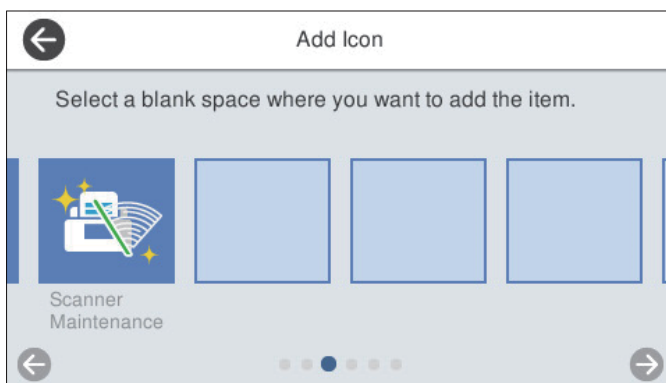 Add Icon
Select a blank space where you want to add the item.
Scanner
Maintenance